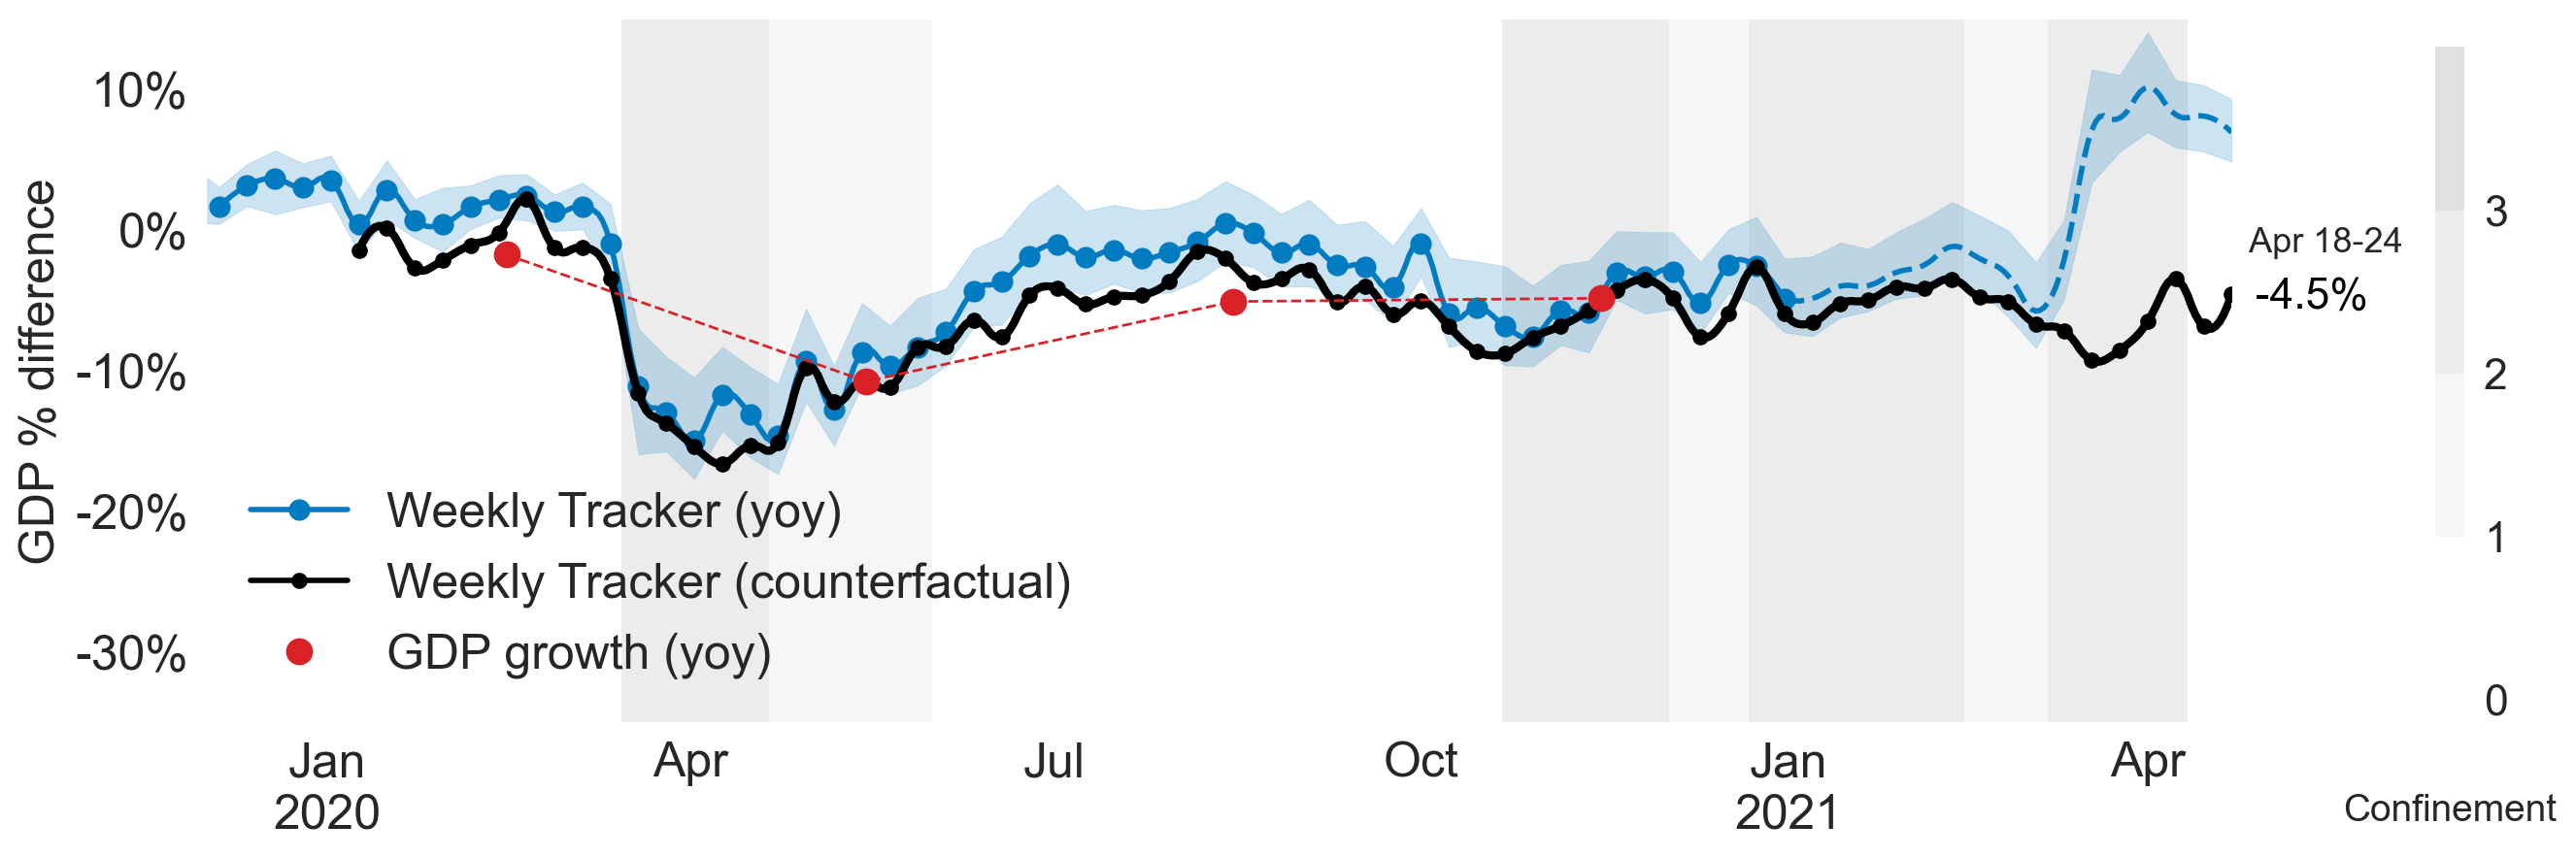 GDP % difference
10%
0%
-10%
-20%
-30%
Weekly Tracker (yoy)
Weekly Tracker (counterfactual)
GDP growth (yoy)
Apr 18-24
-4.5%
3
2
1
0
Jan
2020
Apr
Jul
Oct
Jan
2021
Apr
Confinement